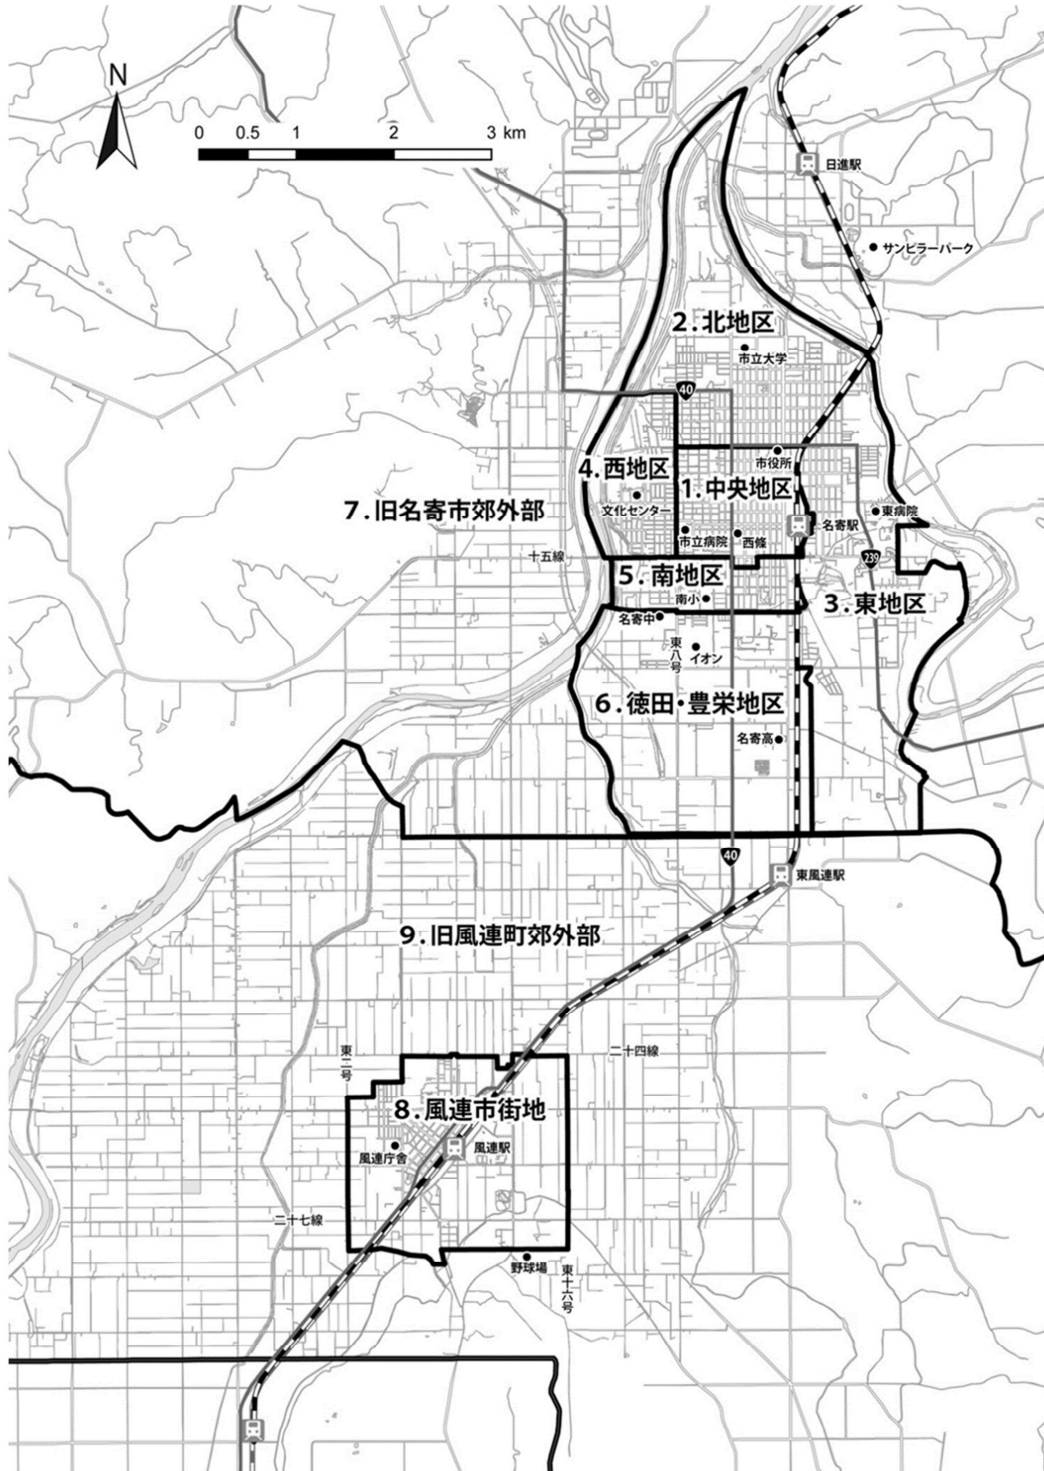 N
0 0.5 1 2 3 km
日進駅
サンピラーパーク
2.北地区
市立大学
40
4.西地区
市役所
1.中央地区
文化センター
7.旧名寄市郊外部
東病院
名寄駅
市立病院
西條
十五線
239
5.南地区
南小
3.東地区
名寄中
東八号
イオン
6.徳田・豊栄地区
名寄高
40
東風連駅
9.旧風連町郊外部
東二号
二十四線
8.風連市街地
風連庁舎
風連駅
二十七線
野球場
東十六号